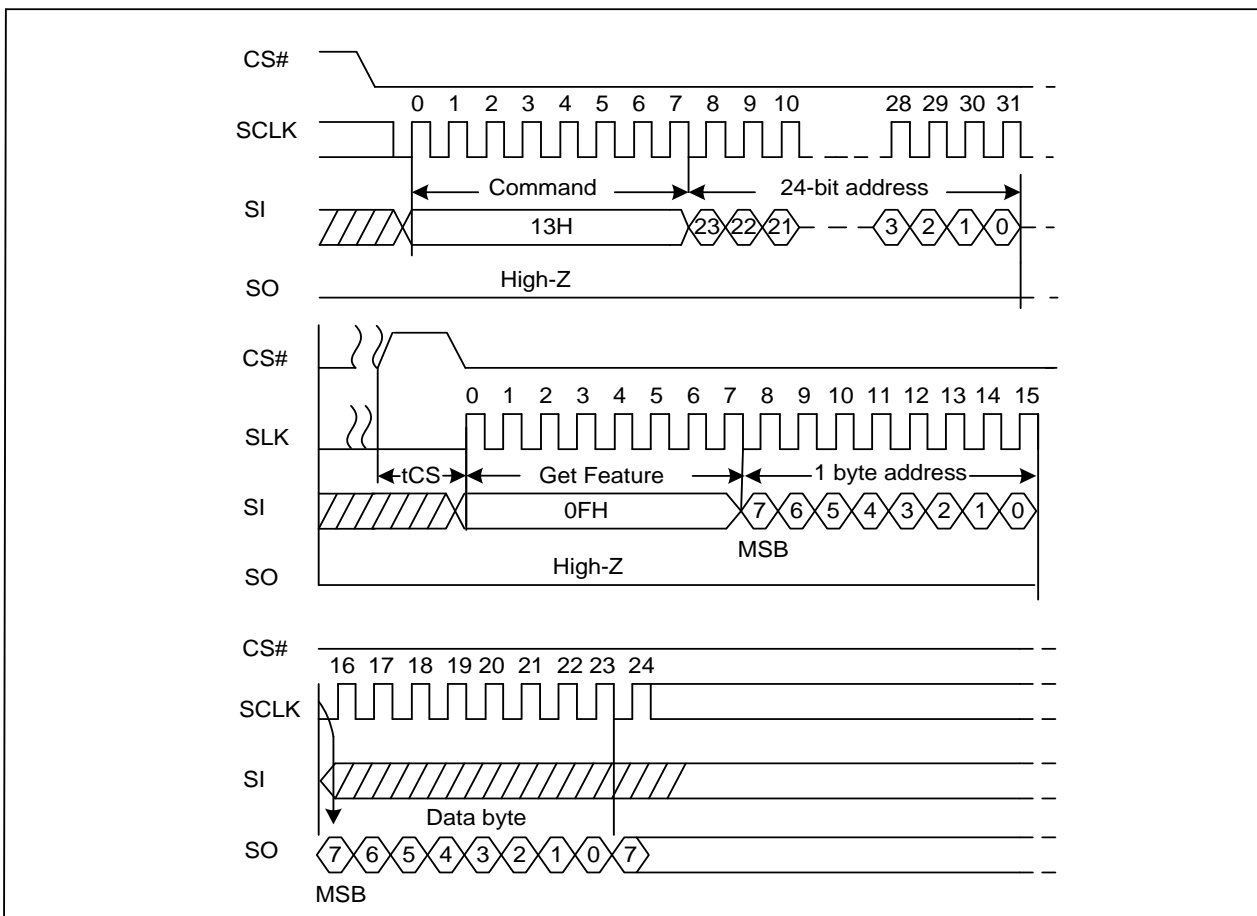 CS#
0 1 2 3 4 5 6 7 8 9 10 28 29 30 31
SCLK
Command 24-bit address
SI 13H 23 22 21 3 2 1 0
High-Z
SO
CS#
0 1 2 3 4 5 6 7 8 9 10 11 12 13 14 15
SLK
tCS Get Feature 1 byte address
SI 0FH 7 6 5 4 3 2 1 0
MSB
High-Z
SO
CS#
16 17 18 19 20 21 22 23 24
SCLK
SI
Data byte
SO 7 6 5 4 3 2 1 0 7
MSB